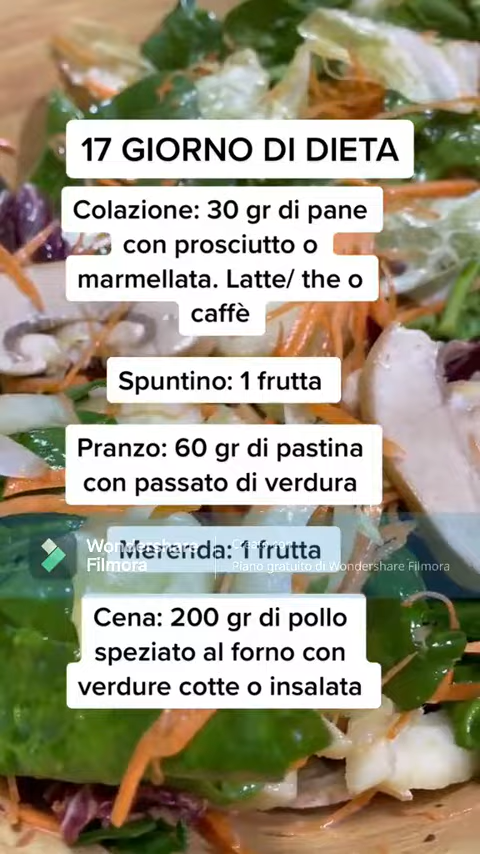 17 GIORNO DI DIETA
Colazione: 30 gr di pane
con prosciutto o
marmellata. Latte/ the o
caffè
Spuntino: 1 frutta
Pranzo: 60 gr di pastina
con passato di verdura
Merenda: 1 frutta
Wondershare
Filmora
Creato con
Piano gratuito di Wondershare Filmora
Cena: 200 gr di pollo
speziato al forno con
verdure cotte o insalata